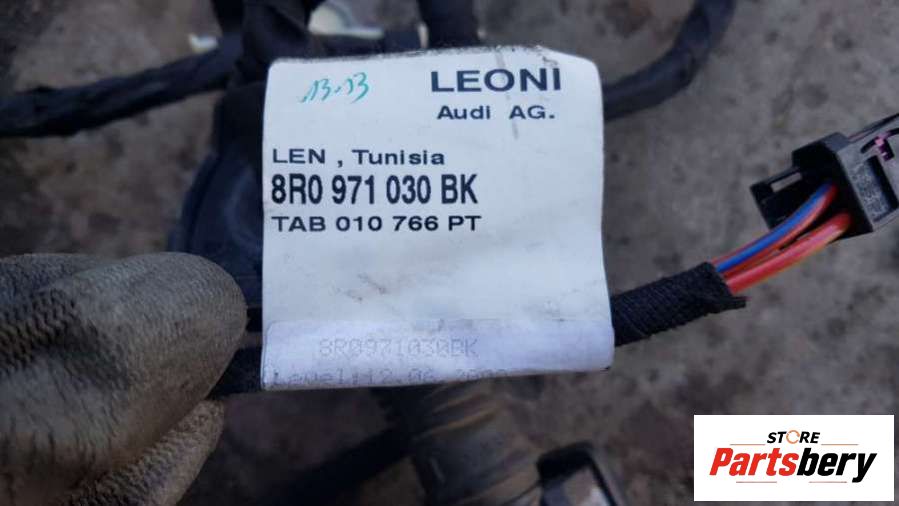 13.13
LEONI
Audi AG.
LEN , Tunisia
8R0 971 030 BK
TAB 010 766 PT
8R0971030BK
STORE
Partsbery